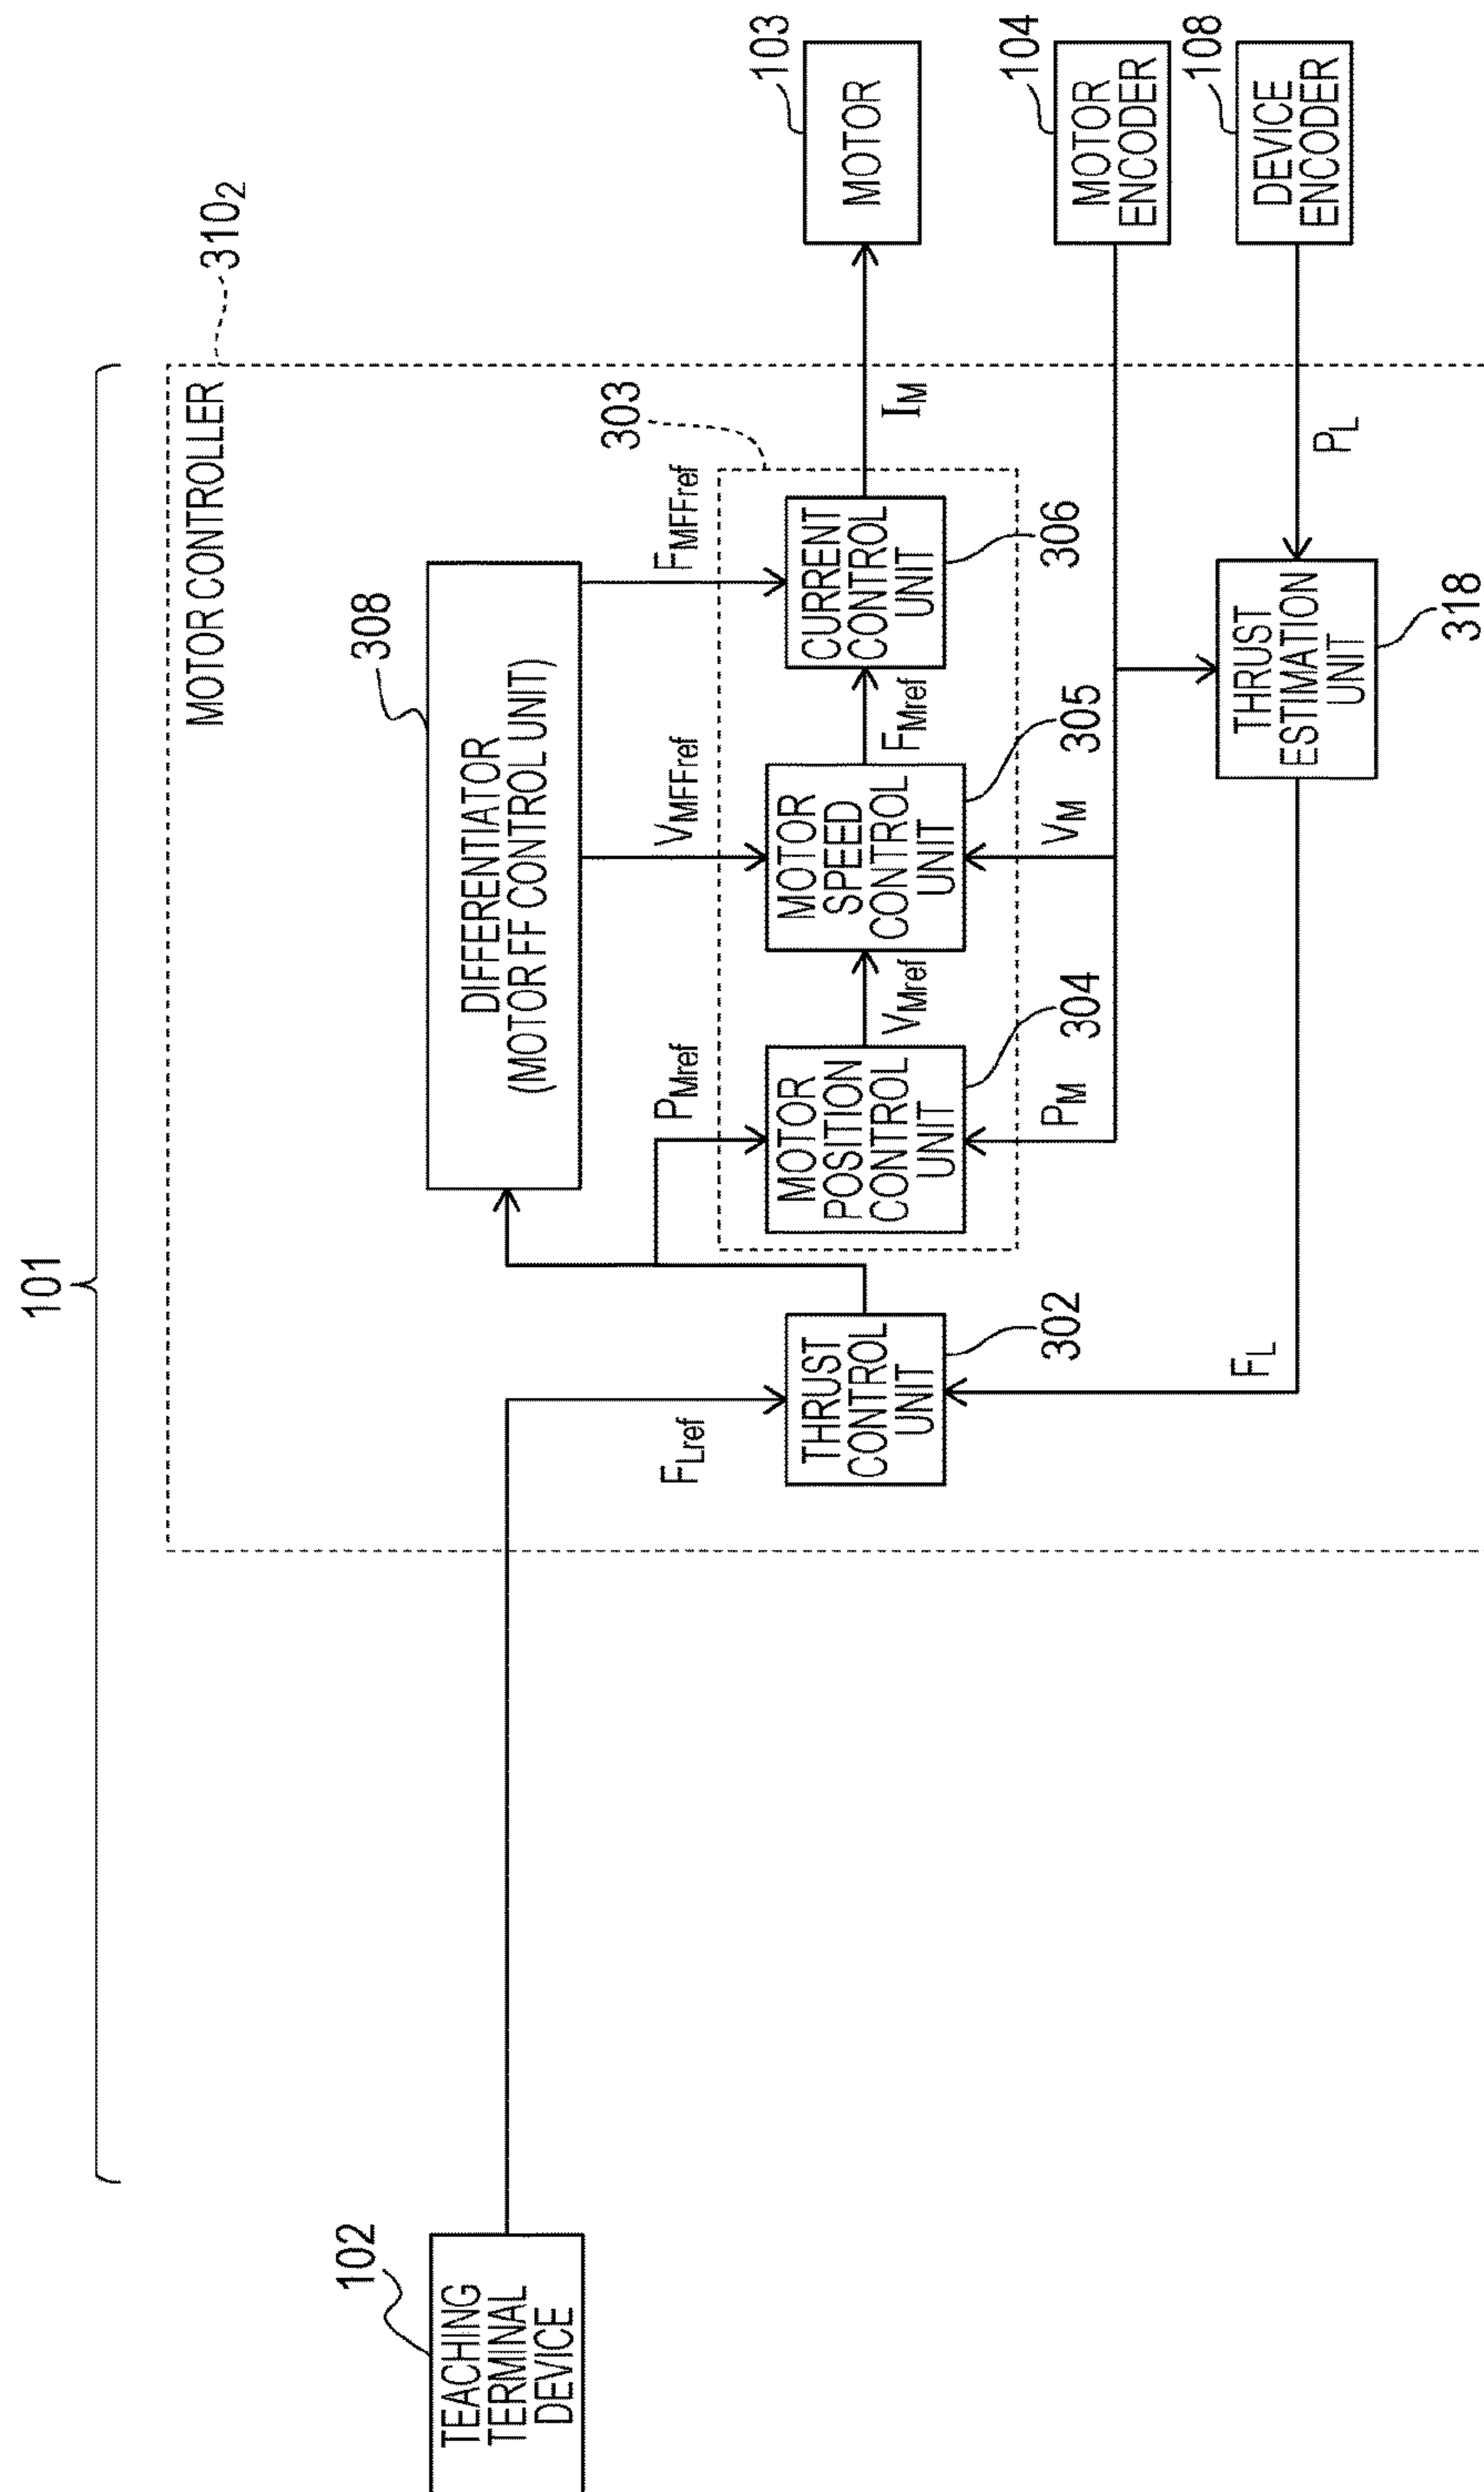 101
310₂
MOTOR CONTROLLER
308
DIFFERENTIATOR
(MOTOR FF CONTROL UNIT)
102
TEACHING
TERMINAL
DEVICE
F_Lref
P_Mref
V_MFFref
F_MFFref
303
THRUST
CONTROL
UNIT
302
MOTOR
POSITION
CONTROL
UNIT
304
V_Mref
MOTOR
SPEED
CONTROL
UNIT
305
F_Mref
CURRENT
CONTROL
UNIT
306
I_M
103
MOTOR
P_M
V_M
104
MOTOR
ENCODER
F_L
THRUST
ESTIMATION
UNIT
318
P_L
108
DEVICE
ENCODER